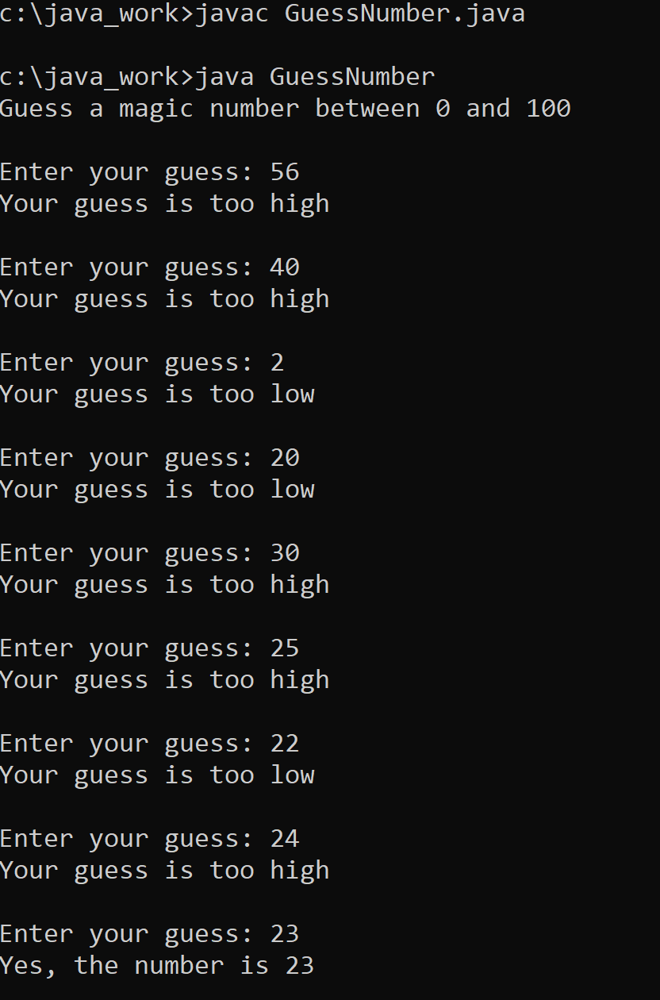 c:\java_work>javac GuessNumber.java
c:\java_work>java GuessNumber
Guess a magic number between 0 and 100
Enter your guess: 56
Your guess is too high
Enter your guess: 40
Your guess is too high
Enter your guess: 2
Your guess is too low
Enter your guess: 20
Your guess is too low
Enter your guess: 30
Your guess is too high
Enter your guess: 25
Your guess is too high
Enter your guess: 22
Your guess is too low
Enter your guess: 24
Your guess is too high
Enter your guess: 23
Yes, the number is 23